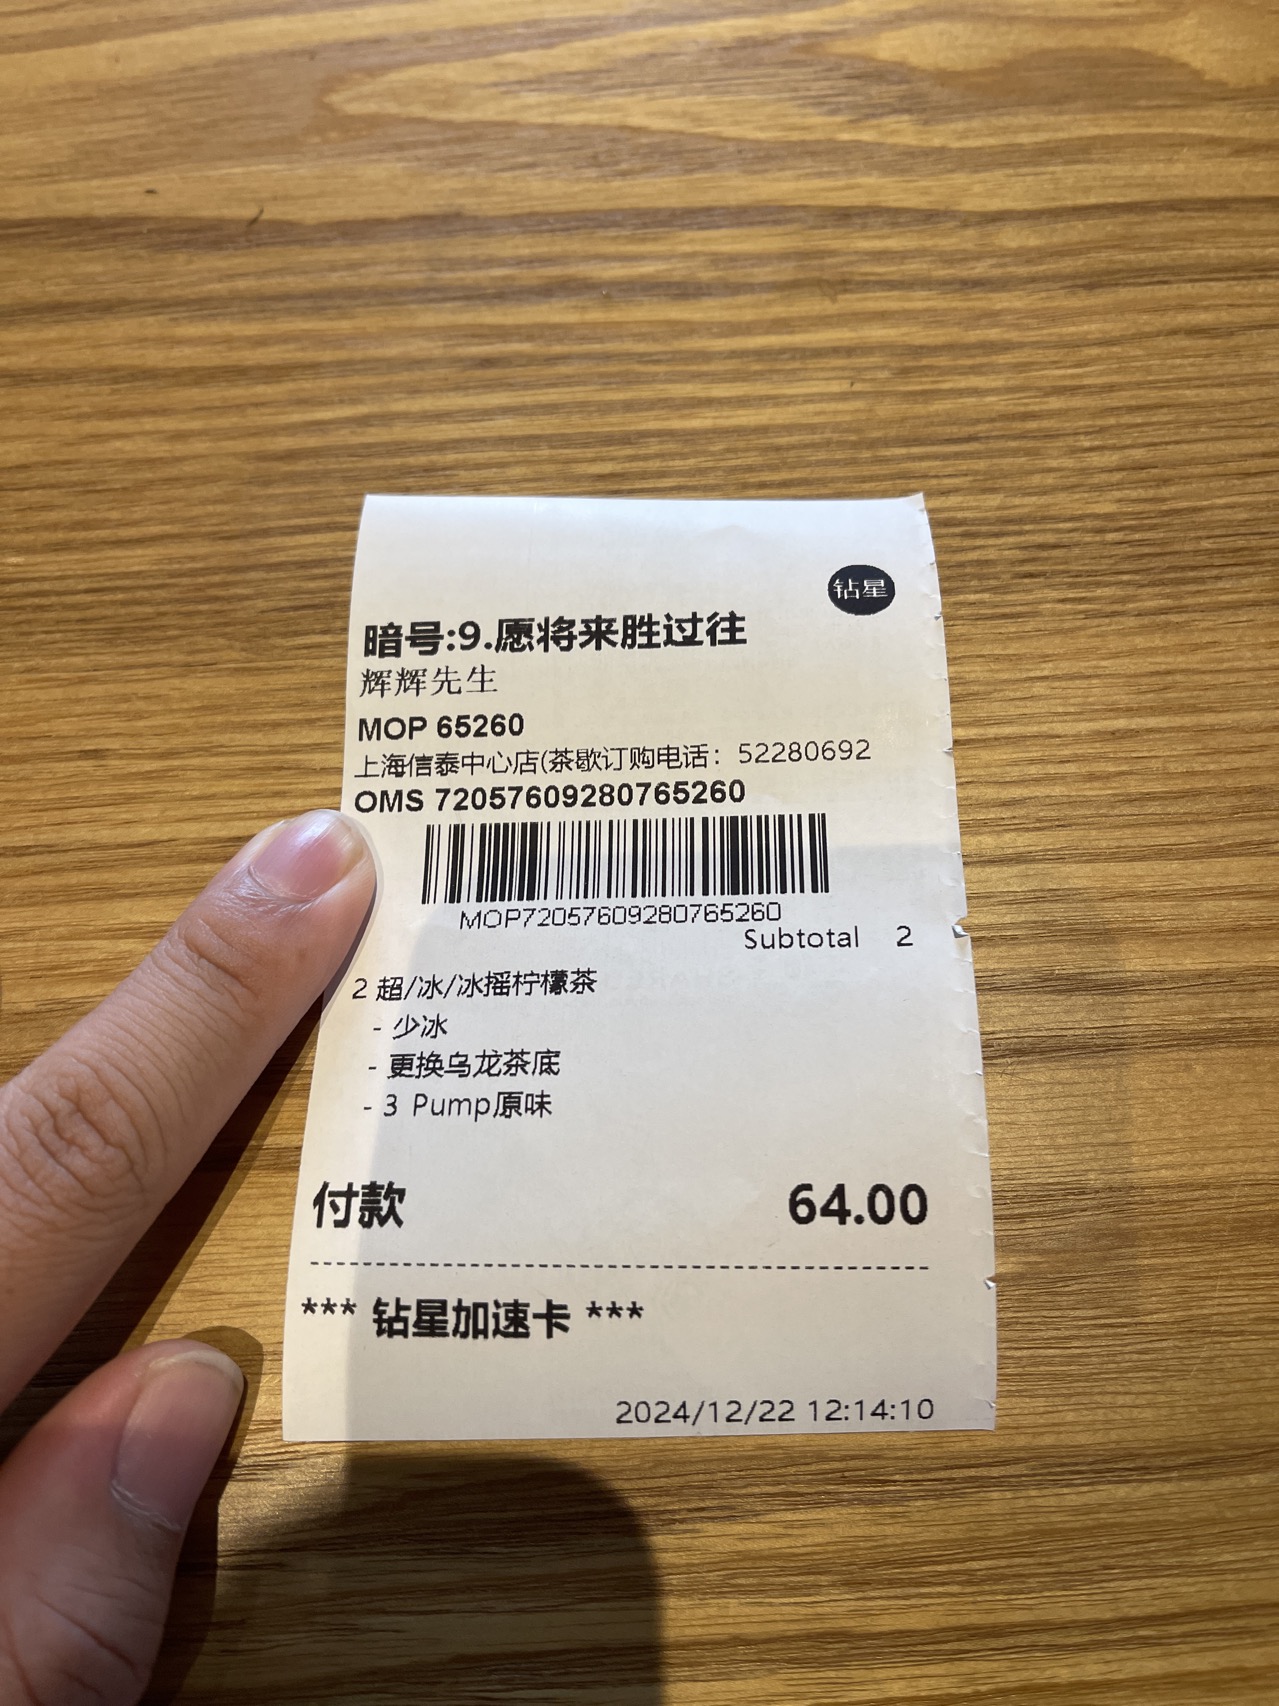 钻星
暗号:9.愿将来胜过往
辉辉先生
MOP 65260
上海信泰中心店(茶歇订购电话：52280692
OMS 72057609280765260
MOP72057609280765260
Subtotal 2
2 超/冰/冰摇柠檬茶
- 少冰
- 更换乌龙茶底
- 3 Pump原味
付款 64.00
*** 钻星加速卡 ***
2024/12/22 12:14:10